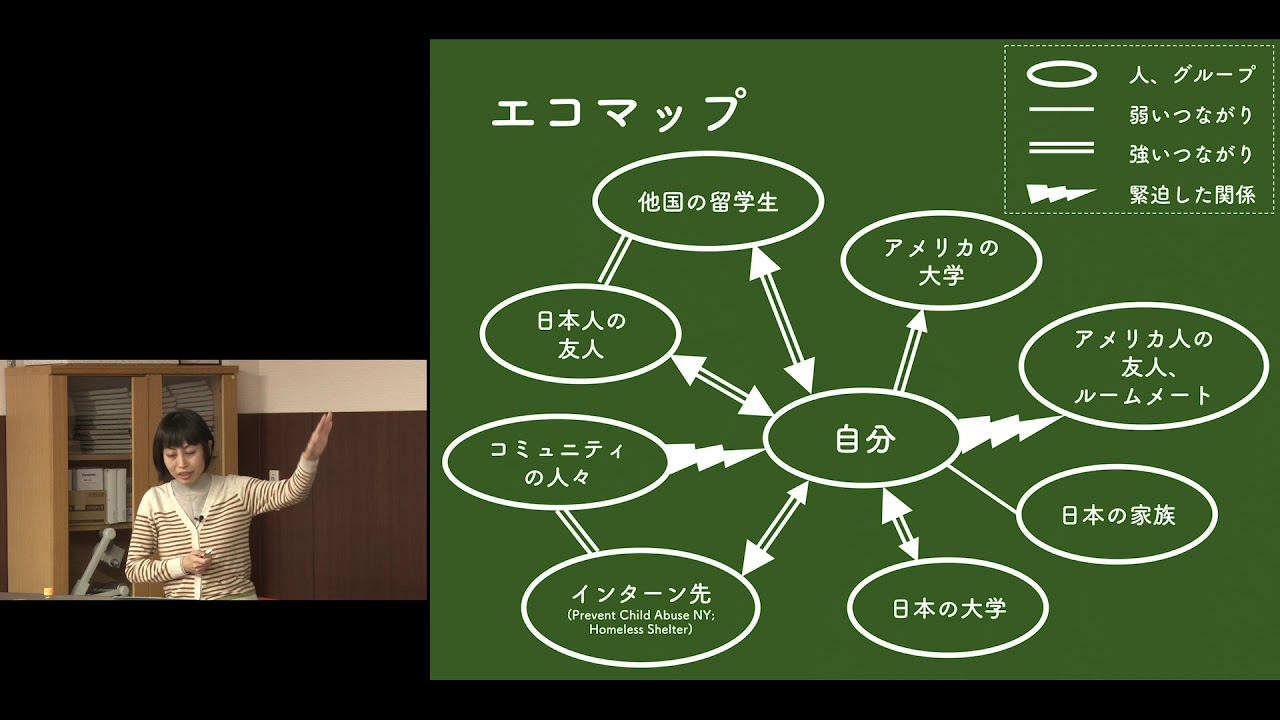 エコマップ
人、グループ
弱いつながり
強いつながり
緊迫した関係
他国の留学生
アメリカの
大学
日本人の
友人
アメリカ人の
友人、
ルームメート
自分
コミュニティ
の人々
日本の家族
インターン先
(Prevent Child Abuse NY;
Homeless Shelter)
日本の大学